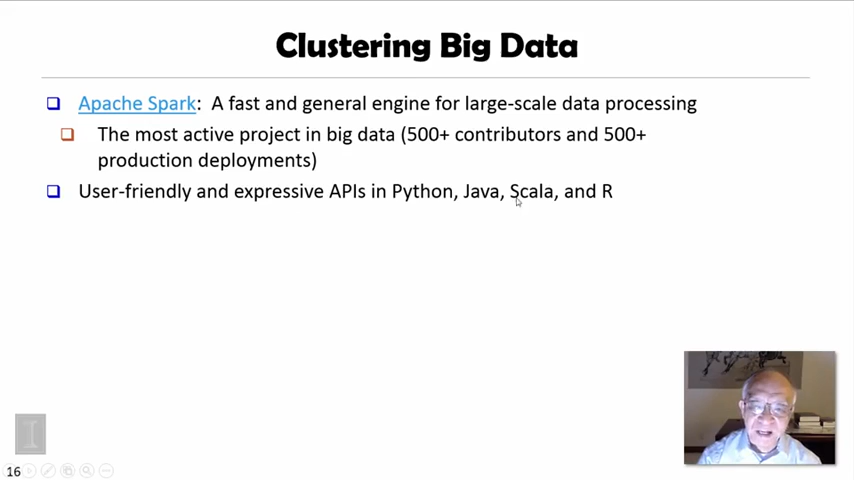 Clustering Big Data
Apache Spark: A fast and general engine for large-scale data processing
The most active project in big data (500+ contributors and 500+
production deployments)
User-friendly and expressive APIs in Python, Java, Scala, and R
I
16